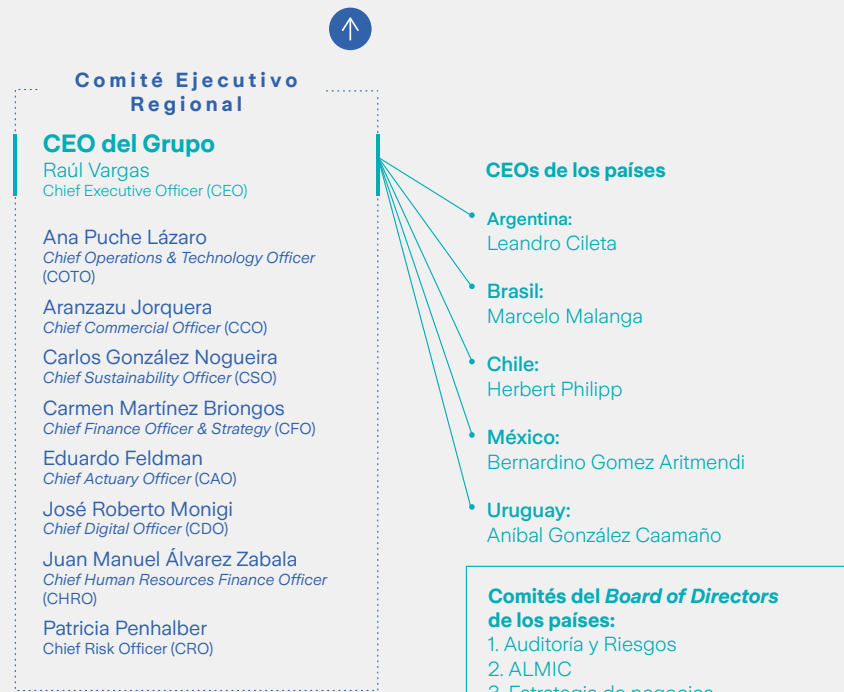 Comité Ejecutivo
Regional
CEO del Grupo
Raúl Vargas
Chief Executive Officer (CEO)
Ana Puche Lázaro
Chief Operations & Technology Officer
(COTO)
Aranzazu Jorquera
Chief Commercial Officer (CCO)
Carlos González Nogueira
Chief Sustainability Officer (CSO)
Carmen Martínez Briongos
Chief Finance Officer & Strategy (CFO)
Eduardo Feldman
Chief Actuary Officer (CAO)
José Roberto Monigi
Chief Digital Officer (CDO)
Juan Manuel Álvarez Zabala
Chief Human Resources Finance Officer
(CHRO)
Patricia Penhalber
Chief Risk Officer (CRO)
CEOs de los países
Argentina:
Leandro Cileta
Brasil:
Marcelo Malanga
Chile:
Herbert Philipp
México:
Bernardino Gomez Aritmendi
Uruguay:
Aníbal González Caamaño
Comités del Board of Directors
de los países:
1. Auditoría y Riesgos
2. ALMIC
3. Estrategia de negocios